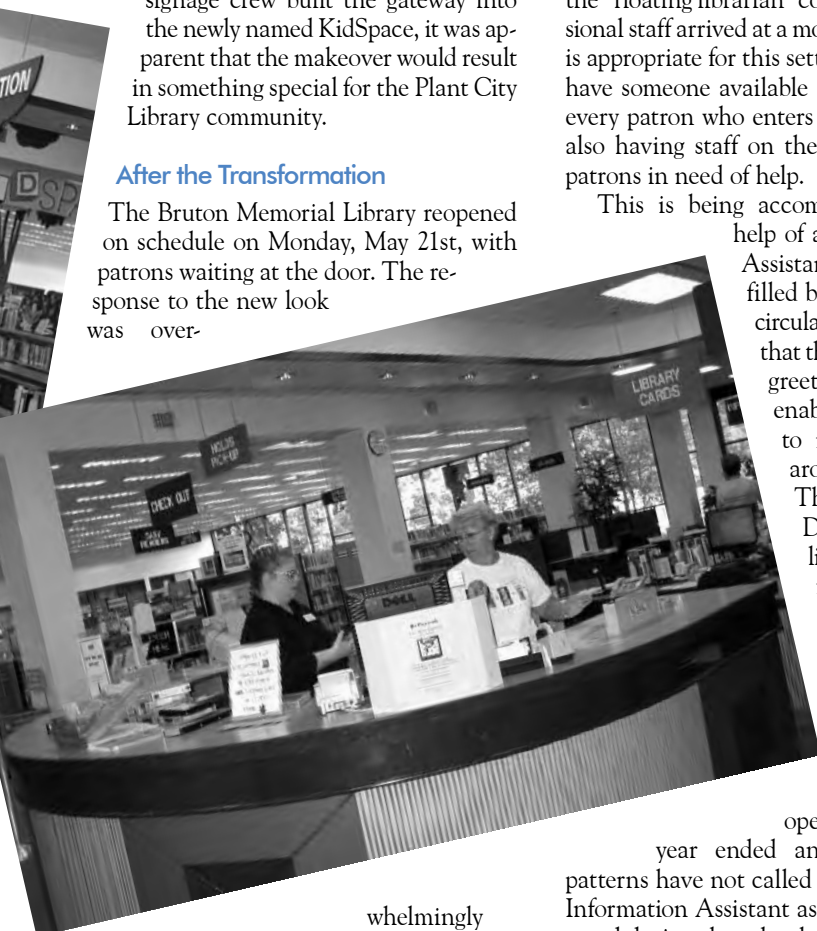 signage crew built the gateway into
the newly named KidSpace, it was ap-
parent that the makeover would result
in something special for the Plant City
Library community.
After the Transformation
The Bruton Memorial Library reopened
on schedule on Monday, May 21st, with
patrons waiting at the door. The re-
sponse to the new look
was over-
whelmingly
the floating librarian
sional staff arrived at a mo
is appropriate for this sett
have someone available
every patron who enters
also having staff on the
patrons in need of help.
This is being accom
help of a
Assistan
filled b
circula
that th
greet
enab
to
aro
Th
D
li
ope
year ended an
patterns have not called
Information Assistant as
TION
D SP
HOLDS
PICK-UP
CHECK OUT
LIBRARY
CARDS
DELL